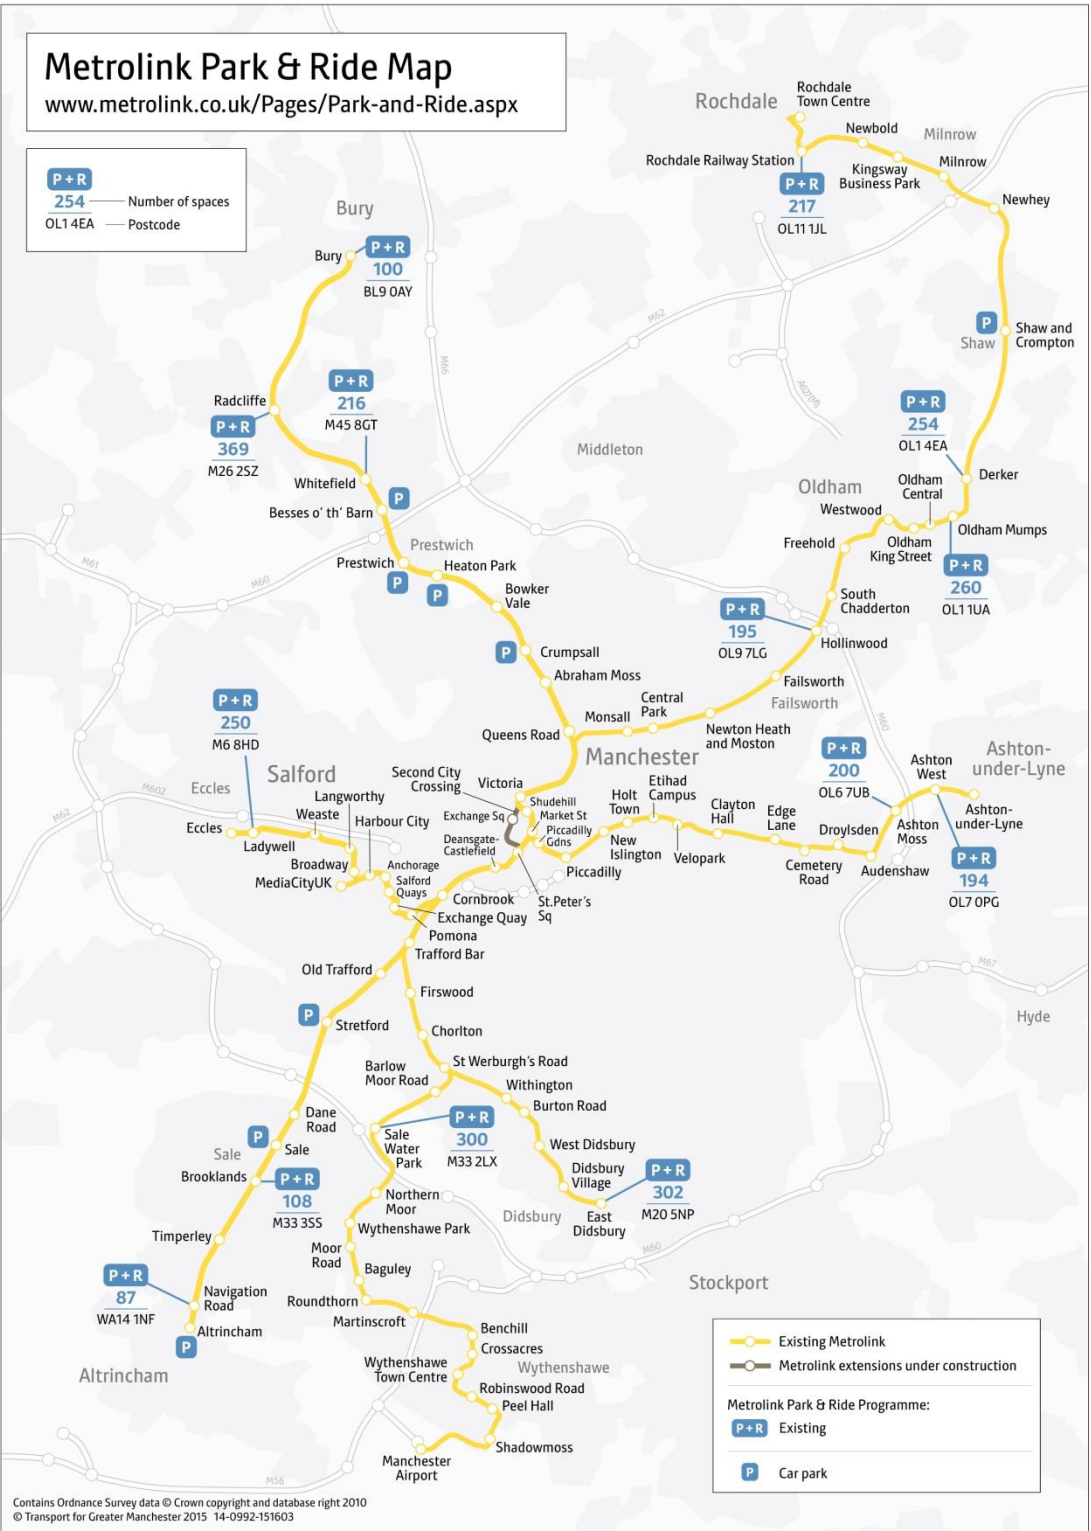 Metrolink Park & Ride Map
www.metrolink.co.uk/Pages/Park-and-Ride.aspx
P + R
254
Number of spaces
OL1 4EA
Postcode
Rochdale
Rochdale
Town Centre
Newbold
Milnrow
Rochdale Railway Station
Kingsway
Business Park
Milnrow
P + R
217
OL11 1JL
Newhey
Bury
Bury
P + R
100
BL9 0AY
M62
M66
P
Shaw
Shaw and
Crompton
A627(M)
Radcliffe
P + R
369
M26 2SZ
P + R
216
M45 8GT
Whitefield
Besses o' th' Barn
P
Middleton
P + R
254
OL1 4EA
Derker
Oldham
Oldham
Central
Westwood
Oldham
King Street
Oldham Mumps
Freehold
P + R
260
OL1 1UA
M61
M60
Prestwich
Prestwich
P
Heaton Park
P
Bowker
Vale
South
Chadderton
P + R
195
OL9 7LG
Hollinwood
P
Crumpsall
Abraham Moss
Failsworth
Failsworth
M60
Central
Park
Monsall
Newton Heath
and Moston
Queens Road
Manchester
P + R
250
M6 8HD
Salford
Eccles
M602
M62
Langworthy
Weaste
Harbour City
Eccles
Ladywell
Broadway
MediaCityUK
Anchorage
Salford
Quays
Second City
Crossing
Victoria
Exchange Sq
Shudehill
Market St
Piccadilly
Gdns
Deansgate-
Castlefield
Holt
Town
Etihad
Campus
Clayton
Hall
Edge
Lane
New
Islington
Velopark
Piccadilly
Cemetery
Road
Droylsden
Audenshaw
P + R
200
OL6 7UB
Ashton
West
Ashton
Moss
Ashton-
under-Lyne
Ashton-
under-Lyne
P + R
194
OL7 0PG
Cornbrook
St.Peter's
Sq
Exchange Quay
Pomona
Trafford Bar
Old Trafford
Firswood
M67
Hyde
P
Stretford
Chorlton
St Werburgh's Road
Barlow
Moor Road
Withington
Burton Road
Dane
Road
P
Sale
Sale
Sale
Water
Park
P + R
300
M33 2LX
West Didsbury
Didsbury
Village
P + R
302
M20 5NP
Brooklands
P + R
108
M33 3SS
Northern
Moor
Didsbury
East
Didsbury
Wythenshawe Park
Timperley
Moor
Road
M60
Baguley
Stockport
P + R
87
WA14 1NF
Navigation
Road
Roundthorn
Martinscroft
Altrincham
P
Altrincham
Benchill
Crossacres
Wythenshawe
Town Centre
Wythenshawe
Robinswood Road
Peel Hall
Shadowmoss
Manchester
Airport
M56
Existing Metrolink
Metrolink extensions under construction
Metrolink Park & Ride Programme:
P + R
Existing
P
Car park
Contains Ordnance Survey data © Crown copyright and database right 2010
© Transport for Greater Manchester 2015 14-0992-151603